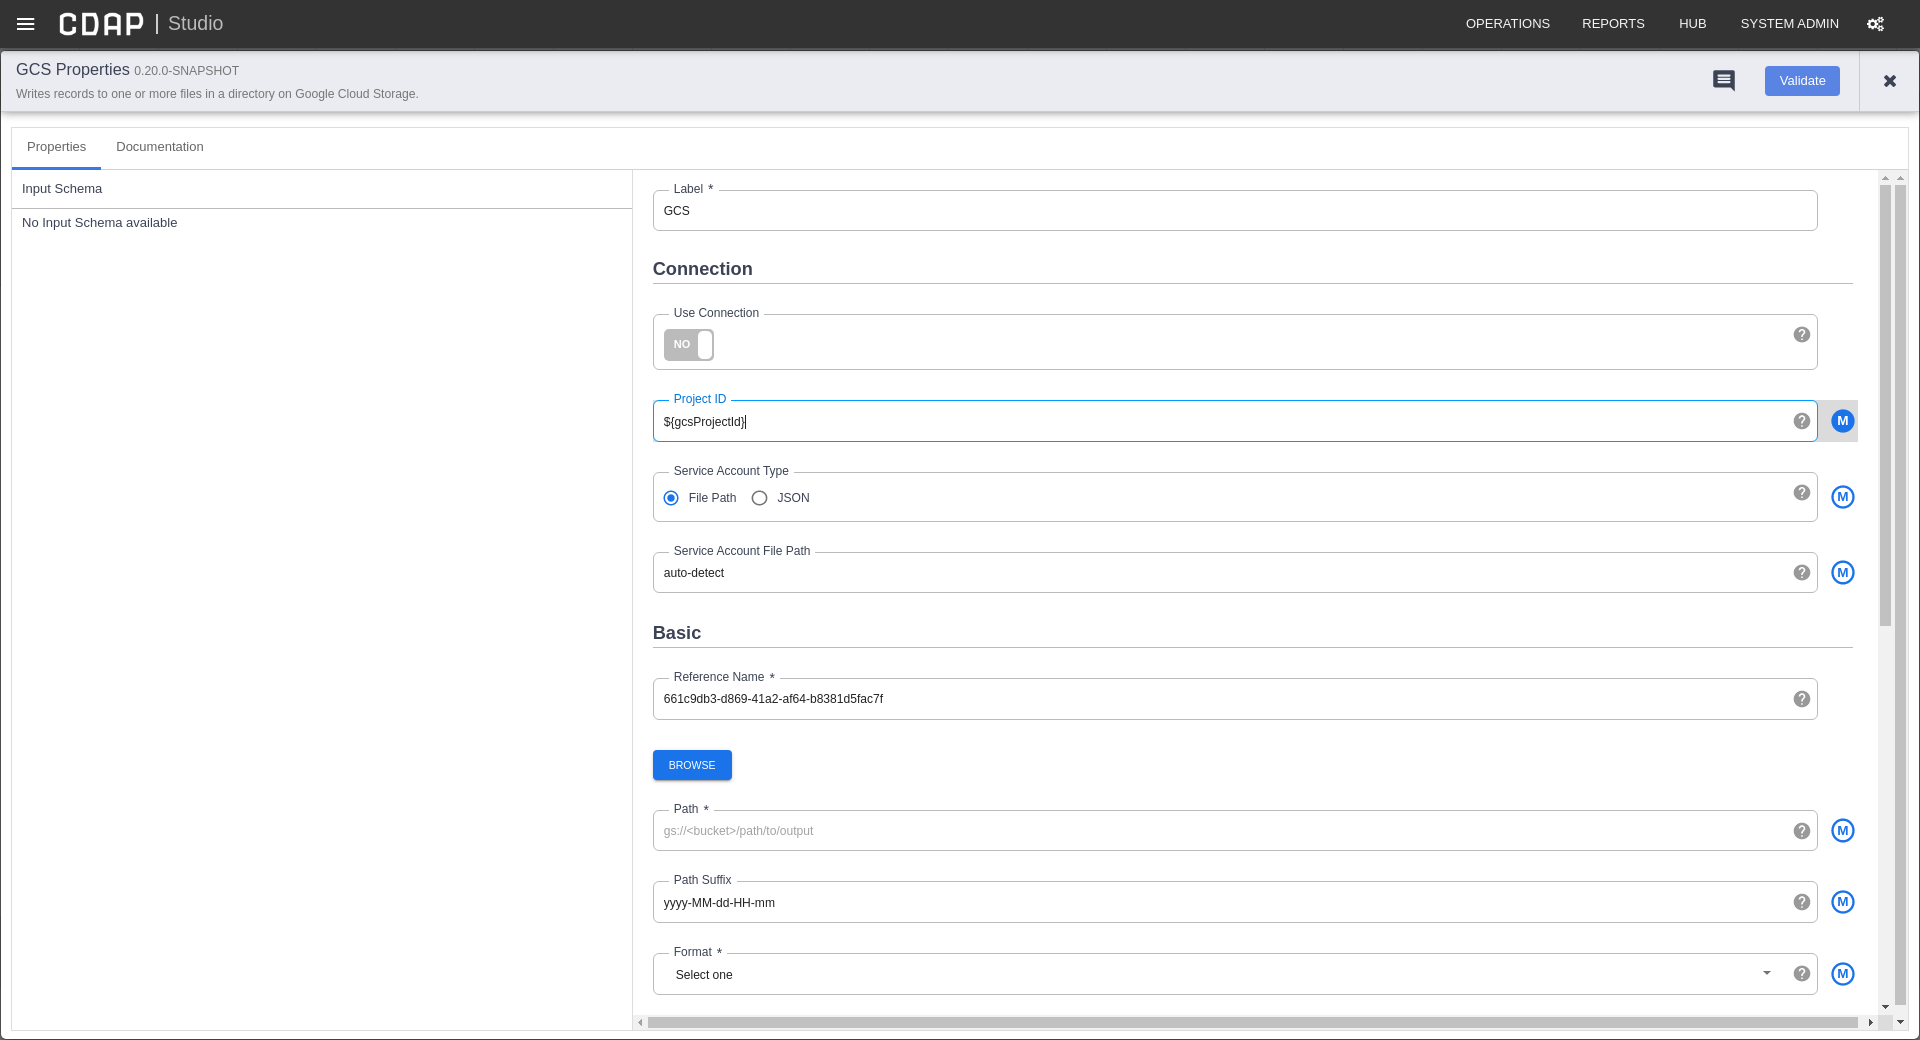 CDAP | Studio
OPERATIONS REPORTS HUB SYSTEM ADMIN
GCS Properties 0.20.0-SNAPSHOT
Writes records to one or more files in a directory on Google Cloud Storage.
Validate
Properties Documentation
Input Schema
No Input Schema available
Label *
GCS
Connection
Use Connection
NO
Project ID
${gcsProjectId}
M
Service Account Type
File Path JSON
M
Service Account File Path
auto-detect
M
Basic
Reference Name *
661c9db3-d869-41a2-af64-b8381d5fac7f
BROWSE
Path *
gs://<bucket>/path/to/output
M
Path Suffix
yyyy-MM-dd-HH-mm
M
Format *
Select one
M